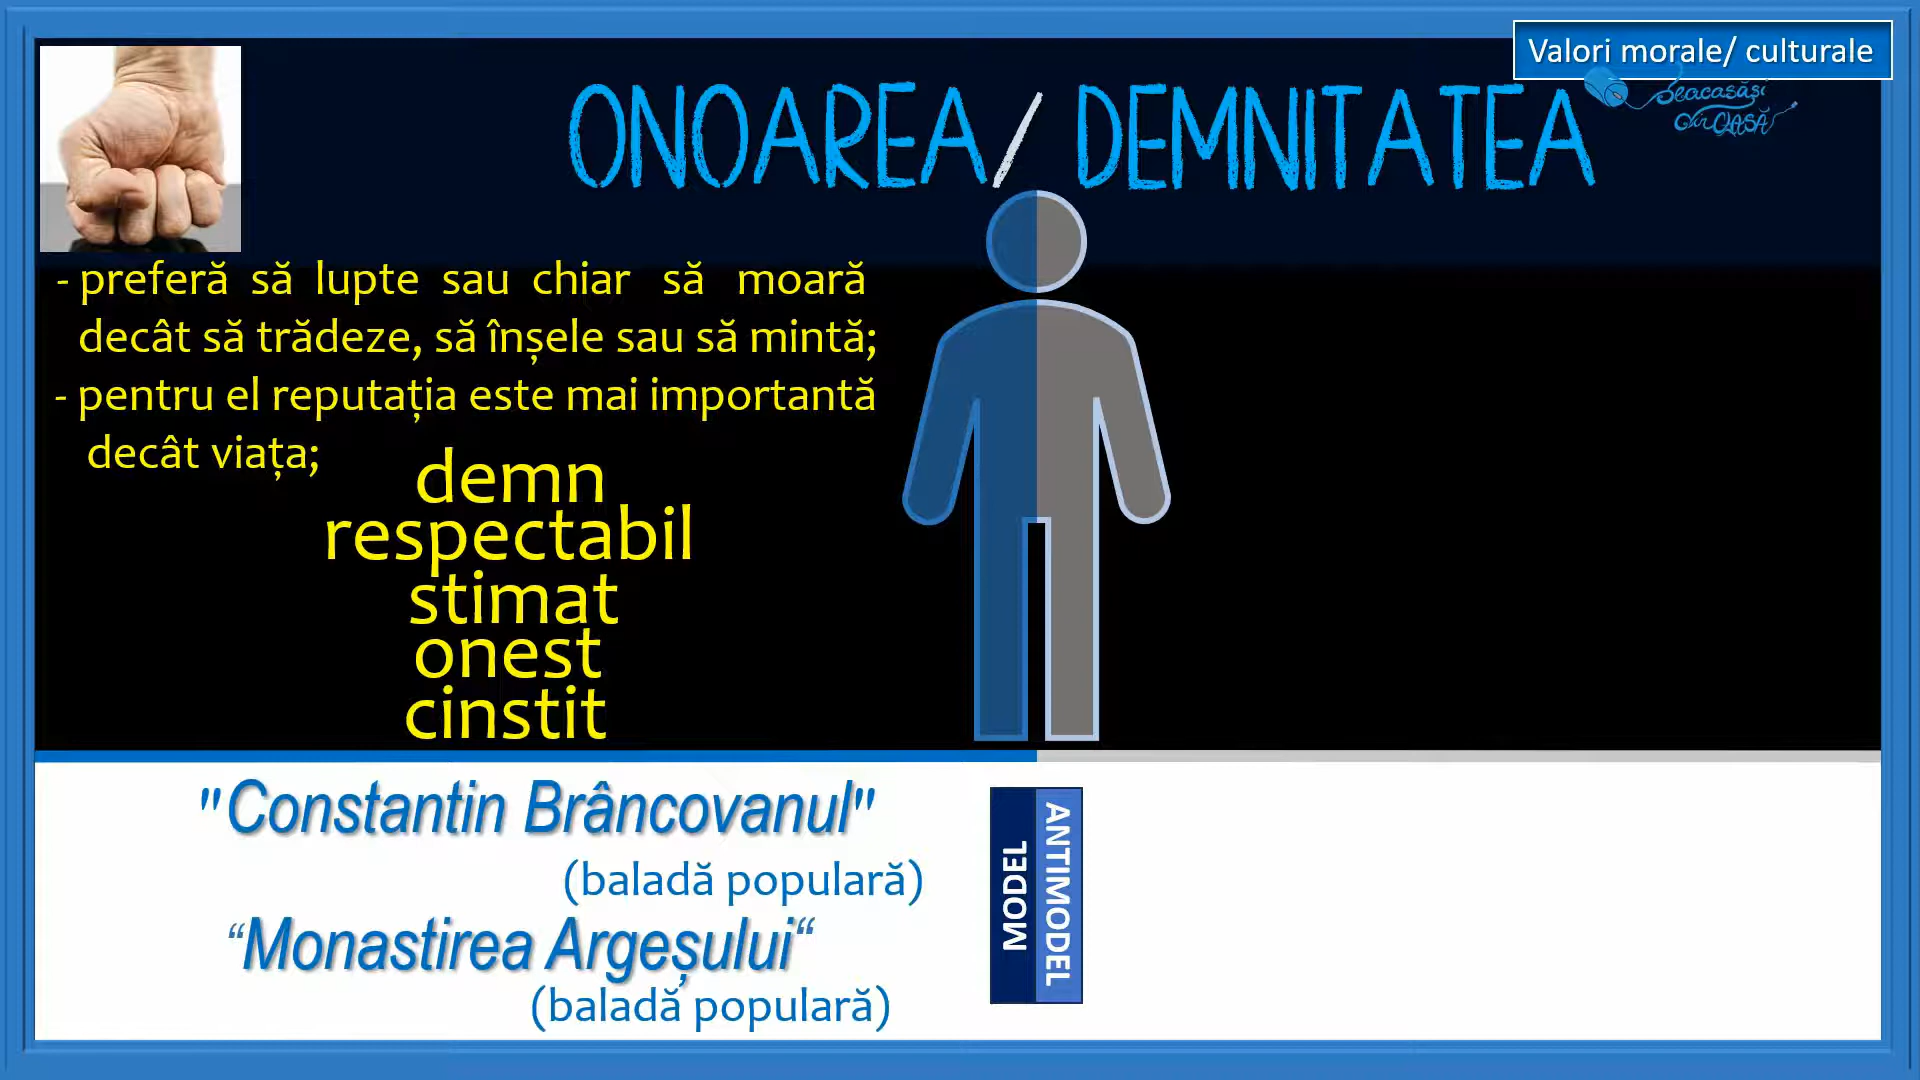 Valori morale/ culturale
ONOAREA/ DEMNITATEA
- preferă să lupte sau chiar să moară
decât să trădeze, să înșele sau să mintă;
- pentru el reputația este mai importantă
decât viața;
demn
respectabil
stimat
onest
cinstit
"Constantin Brâncovanul"
(baladă populară)
“Monastirea Argeșului“
(baladă populară)
MODEL
ANTIMODEL